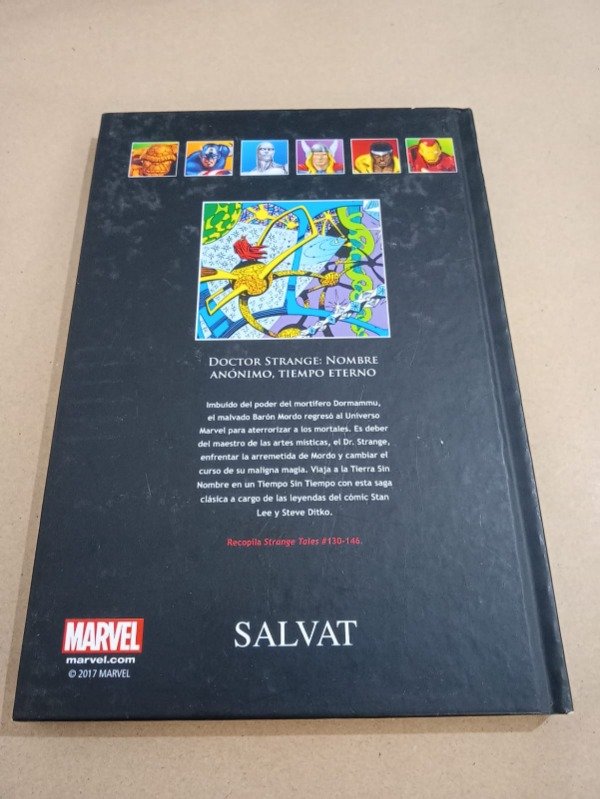 DOCTOR STRANGE: NOMBRE
ANÓNIMO, TIEMPO ETERNO
Imbuido del poder del mortífero Dormammu,
el malvado Barón Mordo regresó al Universo
Marvel para aterrorizar a los mortales. Es deber
del maestro de las artes místicas, el Dr. Strange,
enfrentar la arremetida de Mordo y cambiar el
curso de su maligna magia. Viaja a la Tierra Sin
Nombre en un Tiempo Sin Tiempo con esta saga
clásica a cargo de las leyendas del cómic Stan
Lee y Steve Ditko.
Recopila Strange Tales #130-146.
MARVEL
marvel.com
© 2017 MARVEL
SALVAT